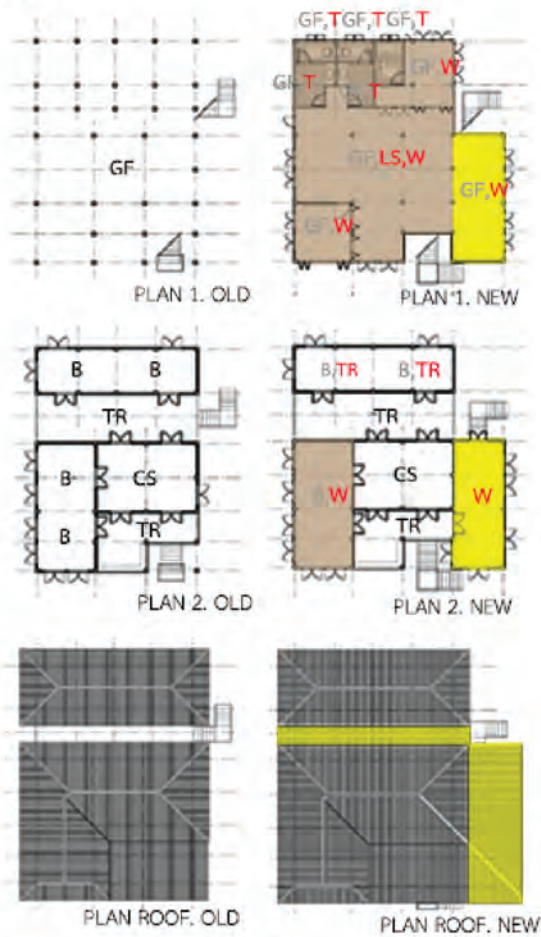 GF,T GF,T GF,T
GF,T
T
GF,W
GF
GF,LS,W
GF,W
GF,W
PLAN 1. OLD
PLAN 1. NEW
B B
B,TR B,TR
TR
TR
B
CS
CS
B,W
W
B
TR
TR
PLAN 2. OLD
PLAN 2. NEW
PLAN ROOF. OLD
PLAN ROOF. NEW